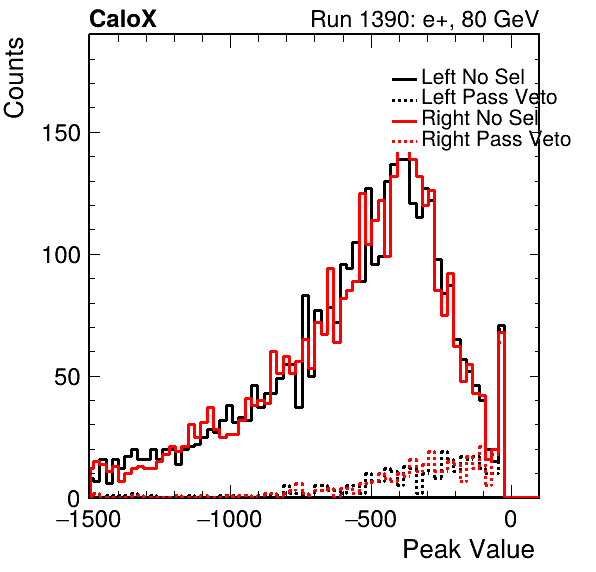 CaloX Run 1390: e+, 80 GeV
Counts
Left No Sel
Left Pass Veto
Right No Sel
Right Pass Veto
150
100
50
0
−1500 −1000 −500 0
Peak Value